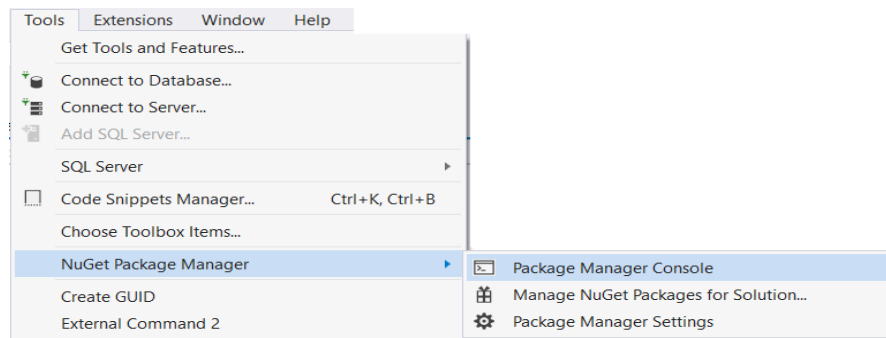 Tools Extensions Window Help
Get Tools and Features...
Connect to Database...
Connect to Server...
Add SQL Server...
SQL Server
Code Snippets Manager... Ctrl+K, Ctrl+B
Choose Toolbox Items...
NuGet Package Manager
Create GUID
External Command 2
Package Manager Console
Manage NuGet Packages for Solution...
Package Manager Settings